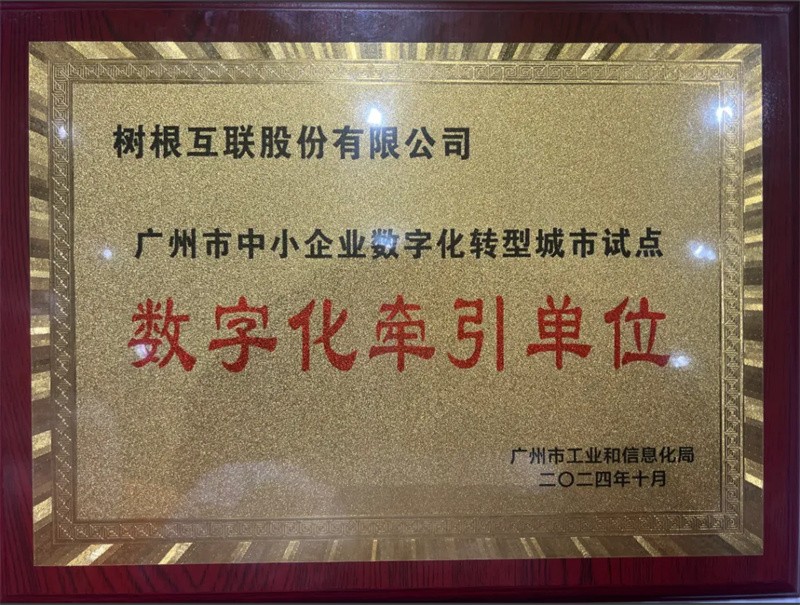 树根互联股份有限公司
广州市中小企业数字化转型城市试点
数字化牵引单位
广州市工业和信息化局
二〇二四年十月